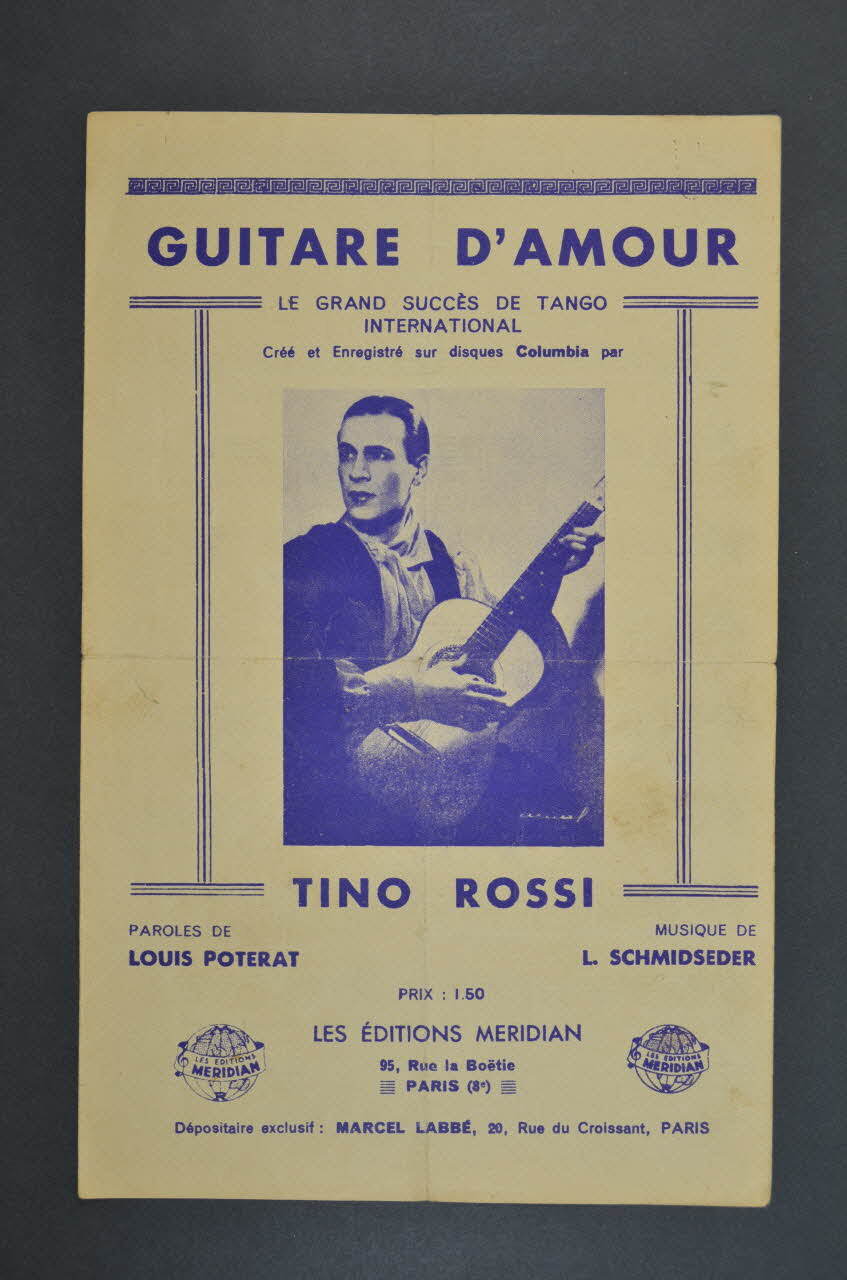 GUITARE D'AMOUR
LE GRAND SUCCÈS DE TANGO
INTERNATIONAL
Créé et Enregistré sur disques Columbia par
TINO ROSSI
PAROLES DE
LOUIS POTERAT
MUSIQUE DE
L. SCHMIDSEDER
PRIX : 1.50
LES ÉDITIONS MERIDIAN
95, Rue la Boëtie
PARIS (8e)
LES EDITIONS
MERIDIAN
LES EDITIONS
MERIDIAN
Dépositaire exclusif : MARCEL LABBÉ, 20, Rue du Croissant, PARIS